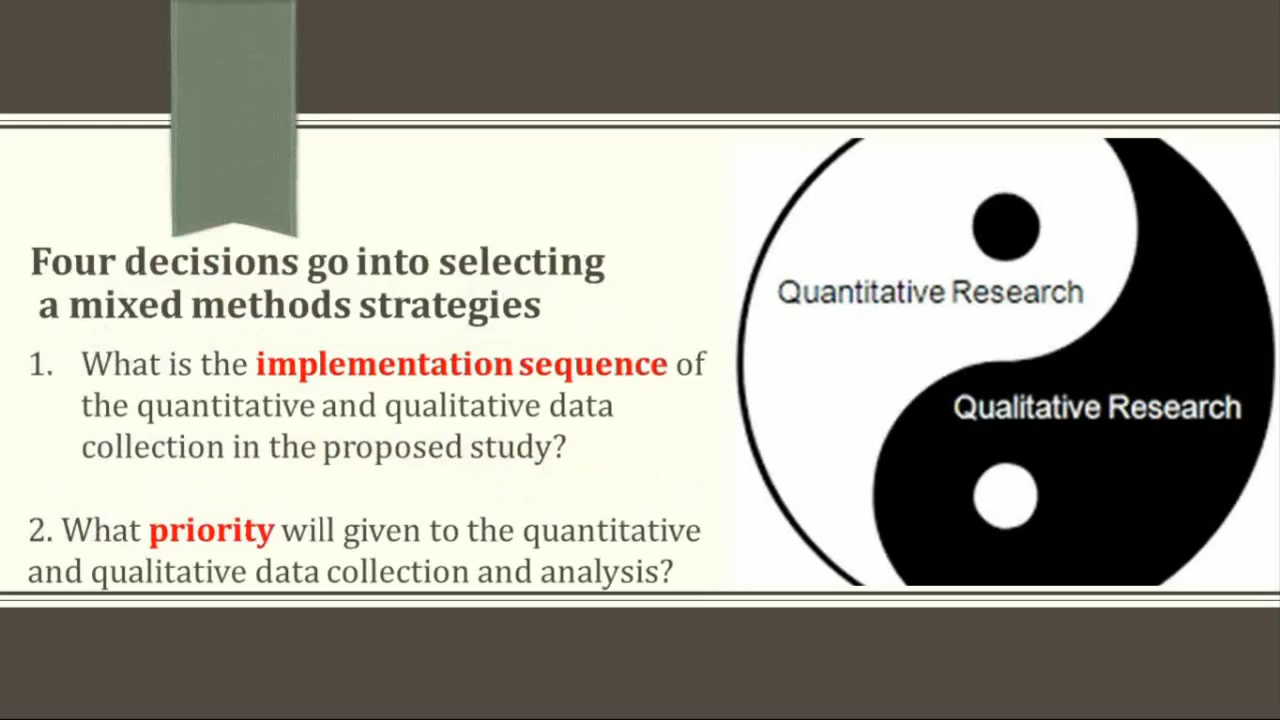 Four decisions go into selecting
a mixed methods strategies
1. What is the implementation sequence of
the quantitative and qualitative data
collection in the proposed study?
2. What priority will given to the quantitative
and qualitative data collection and analysis?
Quantitative Research
Qualitative Research